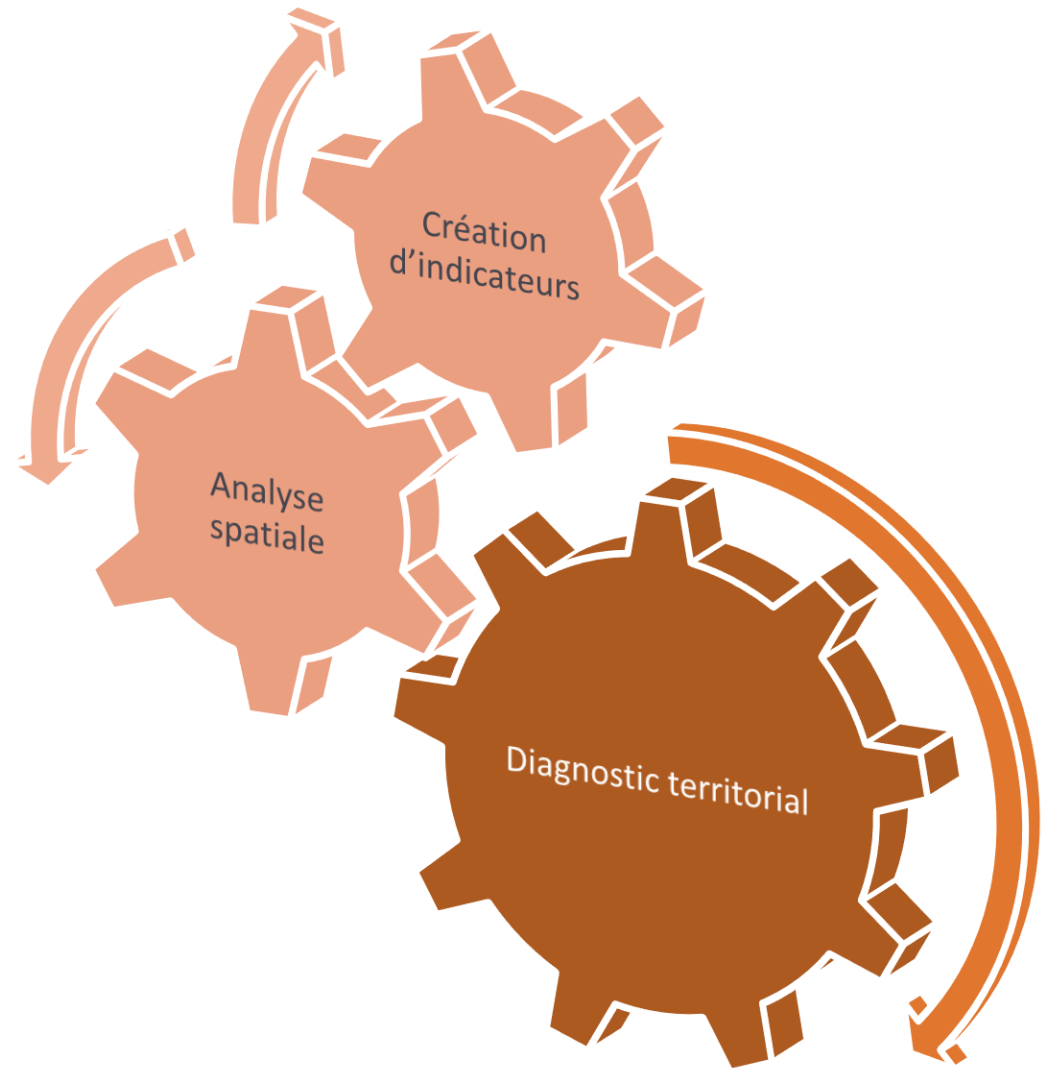 Création
d’indicateurs
Analyse
spatiale
Diagnostic territorial